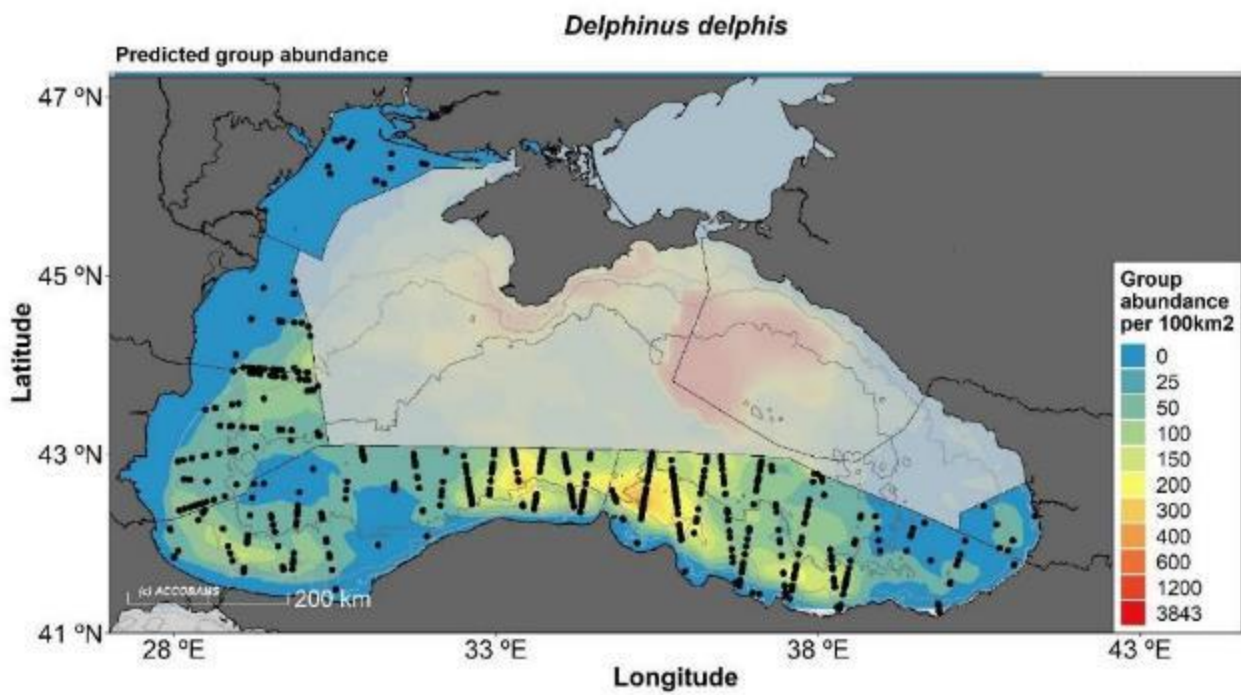 Delphinus delphis
Predicted group abundance
47 ºN
45 ºN
43 ºN
41 ºN
Latitude
Group
abundance
per 100km2
0
25
50
100
150
200
300
400
600
1200
3843
(c) ACCOBAMS
200 km
28 ºE
33 ºE
38 ºE
43 ºE
Longitude